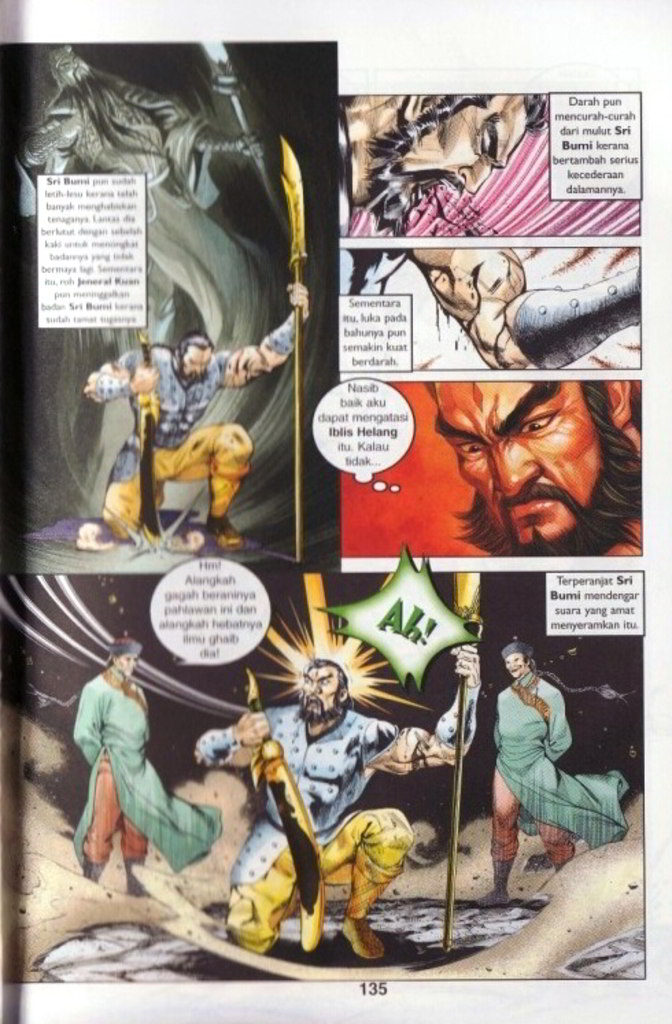 Sri Bumi pun sudah
letih-lesu kerana telah
banyak menghabiskan
tenaganya. Lantas dia
berlutut dengan sebelah
kaki untuk menongkat
badannya yang tidak
bermaya lagi. Sementara
itu, roh Jeneral Kuan
pun meninggalkan
badan Sri Bumi kerana
sudah tamat tugasnya.
Darah pun
mencurah-curah
dari mulut Sri
Bumi kerana
bertambah serius
kecederaan
dalamannya.
Sementara
itu, luka pada
bahunya pun
semakin kuat
berdarah.
Nasib
baik aku
dapat mengatasi
Iblis Helang
itu. Kalau
tidak...
Hm!
Alangkah
gagah beraninya
pahlawan ini dan
alangkah hebatnya
ilmu ghaib
dia!
Ah!
Terperanjat Sri
Bumi mendengar
suara yang amat
menyeramkan itu.
135